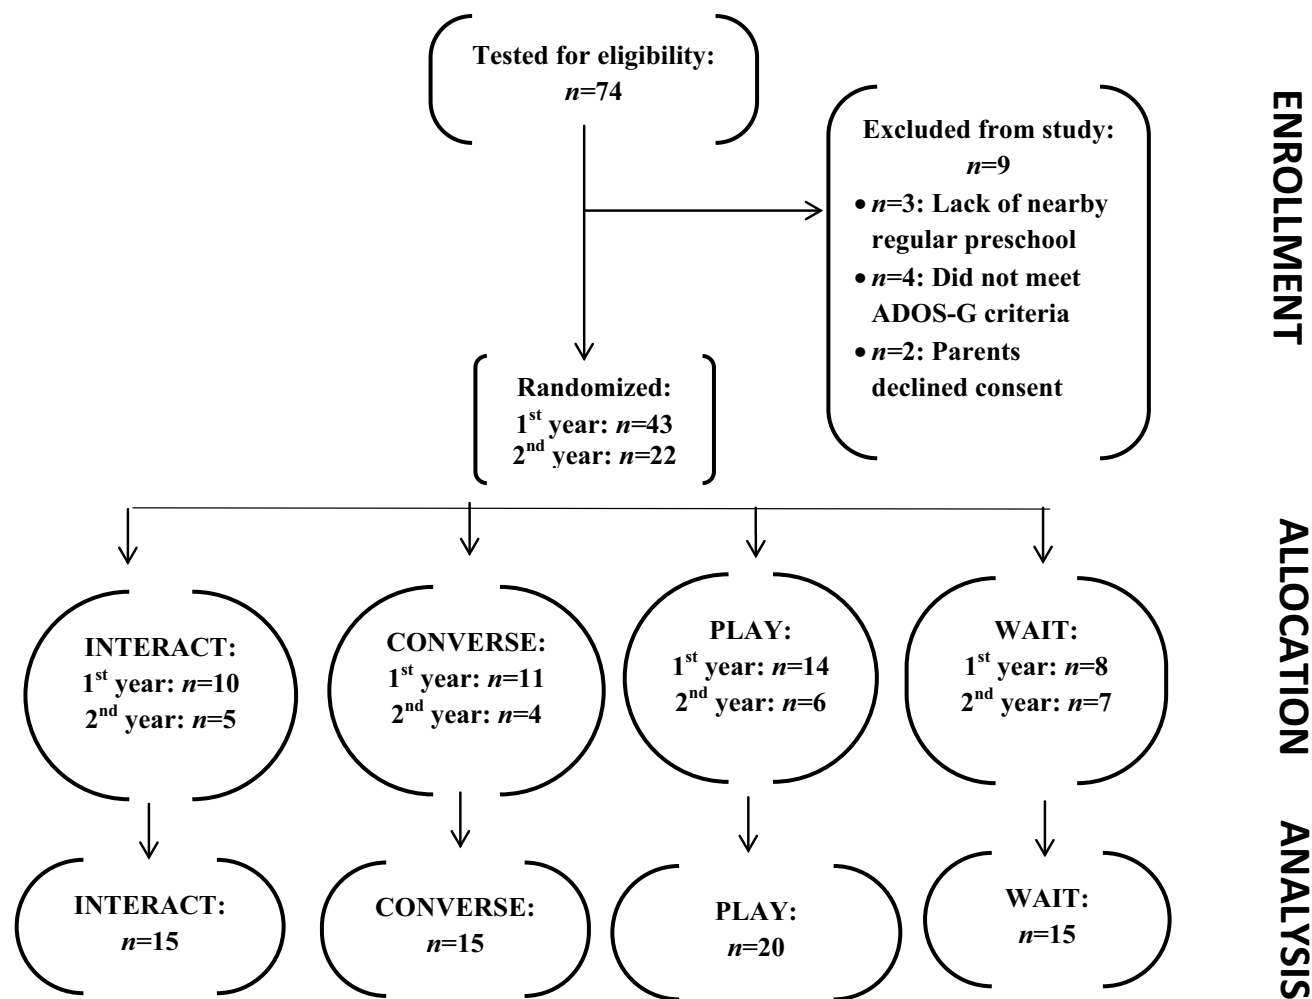 Tested for eligibility:
n=74
Excluded from study:
n=9
• n=3: Lack of nearby
regular preschool
• n=4: Did not meet
ADOS-G criteria
• n=2: Parents
declined consent
ENROLLMENT
Randomized:
1st year: n=43
2nd year: n=22
ALLOCATION
INTERACT:
1st year: n=10
2nd year: n=5
CONVERSE:
1st year: n=11
2nd year: n=4
PLAY:
1st year: n=14
2nd year: n=6
WAIT:
1st year: n=8
2nd year: n=7
ANALYSIS
INTERACT:
n=15
CONVERSE:
n=15
PLAY:
n=20
WAIT:
n=15